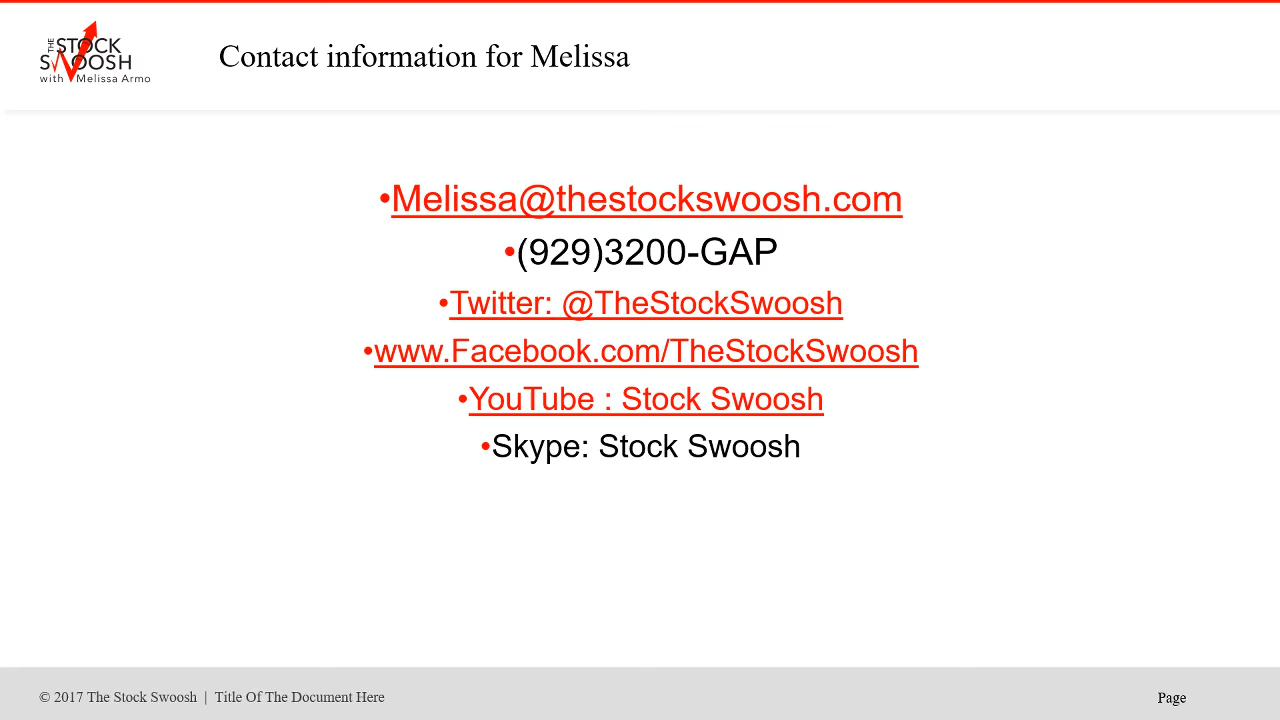 THE STOCK
SWOOSH
with Melissa Armo
Contact information for Melissa
•Melissa@thestockswoosh.com
•(929)3200-GAP
•Twitter: @TheStockSwoosh
•www.Facebook.com/TheStockSwoosh
•YouTube : Stock Swoosh
•Skype: Stock Swoosh
© 2017 The Stock Swoosh | Title Of The Document Here
Page